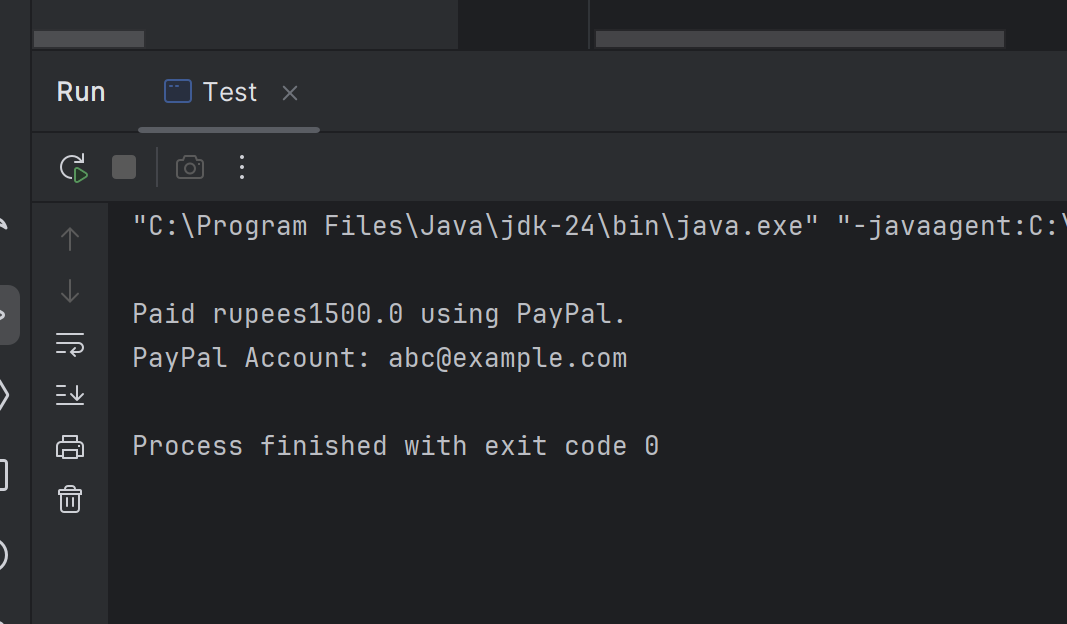 Run
Test
"C:\Program Files\Java\jdk-24\bin\java.exe" "-javaagent:C:\
Paid rupees1500.0 using PayPal.
PayPal Account: abc@example.com
Process finished with exit code 0